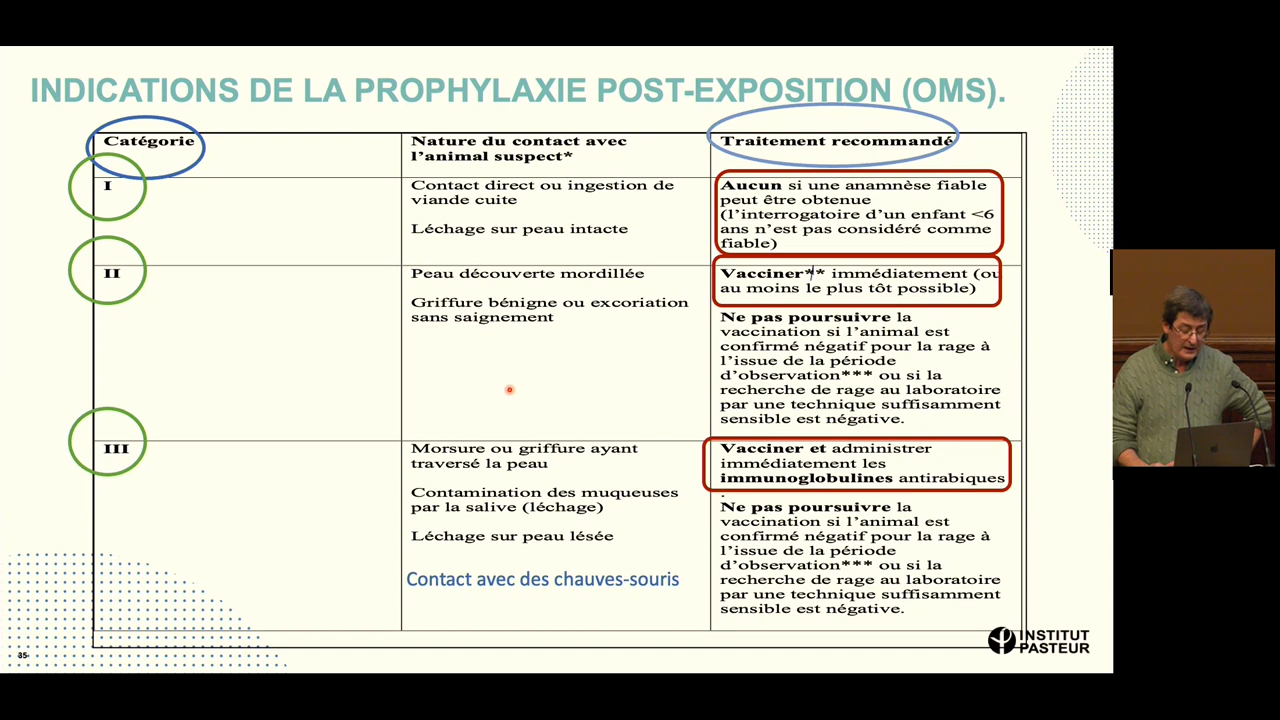 INDICATIONS DE LA PROPHYLAXIE POST-EXPOSITION (OMS).
Catégorie
Nature du contact avec
l’animal suspect*
Traitement recommandé
I
Contact direct ou ingestion de
viande cuite
Léchage sur peau intacte
Aucun si une anamnèse fiable
peut être obtenue
(l’interrogatoire d’un enfant <6
ans n’est pas considéré comme
fiable)
II
Peau découverte mordillée
Griffure bénigne ou excoriation
sans saignement
Vacciner** immédiatement (ou
au moins le plus tôt possible)
Ne pas poursuivre la
vaccination si l’animal est
confirmé négatif pour la rage à
l’issue de la période
d’observation*** ou si la
recherche de rage au laboratoire
par une technique suffisamment
sensible est négative.
III
Morsure ou griffure ayant
traversé la peau
Contamination des muqueuses
par la salive (léchage)
Léchage sur peau lésée
Contact avec des chauves-souris
Vacciner et administrer
immédiatement les
immunoglobulines antirabiques
.
Ne pas poursuivre la
vaccination si l’animal est
confirmé négatif pour la rage à
l’issue de la période
d’observation*** ou si la
recherche de rage au laboratoire
par une technique suffisamment
sensible est négative.
35
INSTITUT
PASTEUR